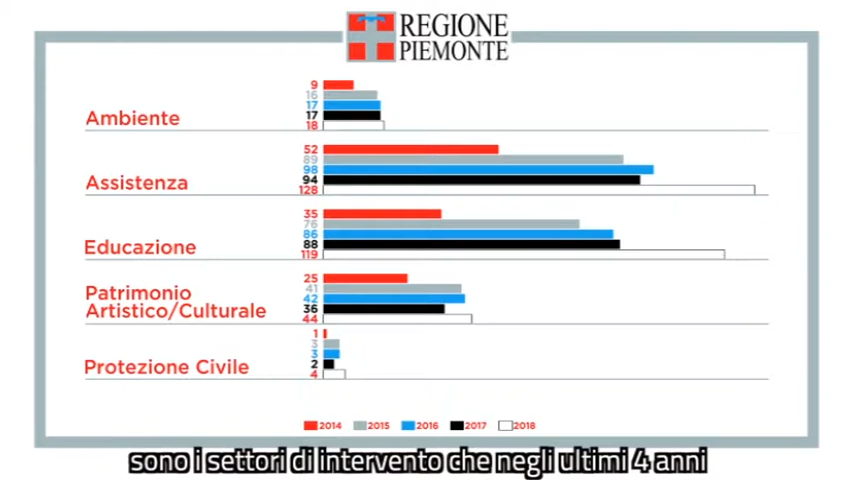 REGIONE
PIEMONTE
9
16
17
17
18
Ambiente
52
89
98
94
128
Assistenza
35
76
86
88
119
Educazione
25
41
42
36
44
Patrimonio
Artistico/Culturale
1
3
3
2
4
Protezione Civile
2014 2015 2016 2017 2018
sono i settori di intervento che negli ultimi 4 anni